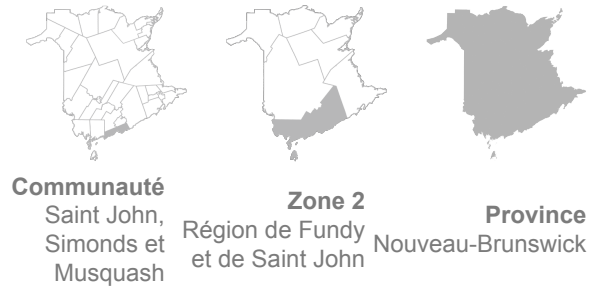 Communauté
Saint John,
Simonds et
Musquash
Zone 2
Région de Fundy
et de Saint John
Province
Nouveau-Brunswick